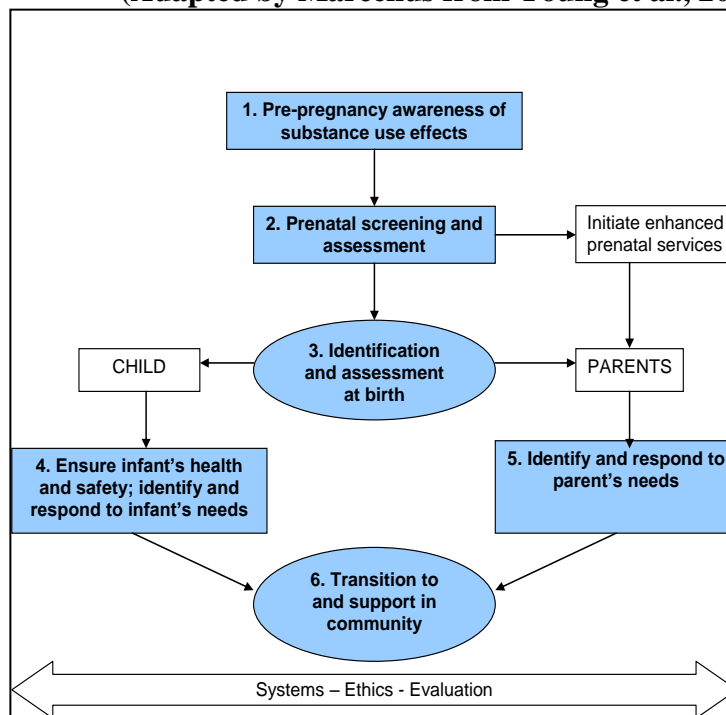 (Adapted by Marcellus from Young et al.,
1. Pre-pregnancy awareness of
substance use effects
2. Prenatal screening and
assessment
Initiate enhanced
prenatal services
3. Identification
and assessment
at birth
CHILD
PARENTS
4. Ensure infant's health
and safety; identify and
respond to infant's needs
5. Identify and respond to
parent's needs
6. Transition to
and support in
community
Systems – Ethics - Evaluation